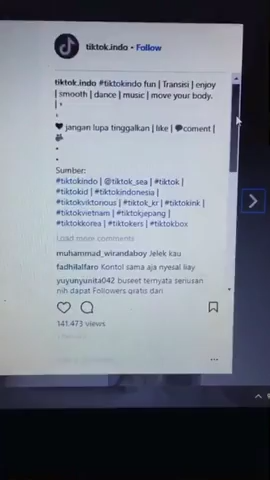 tiktok.indo • Follow
tiktok.indo #tiktokindo fun | Transisi | enjoy
| smooth | dance | music | move your body.
| •
•
🖤 jangan lupa tinggalkan | like | 💬coment |
•
•
Sumber:
#tiktokindo | @tiktok_sea | #tiktok |
#tiktokid | #tiktokindonesia |
#tiktokviktonous | #tiktok_kr | #tiktokink |
#tiktokvietnam | #tiktokjepang |
#tiktokkorea | #tiktokers | #tiktokbox
Load more comments
muhammad_wirandaboy Jelek kau
fadhilalfaro Kontol sama aja nyesal liay
yuyunyunita042 buseet ternyata seriusan
nih dapat Followers gratis dari
141.473 views